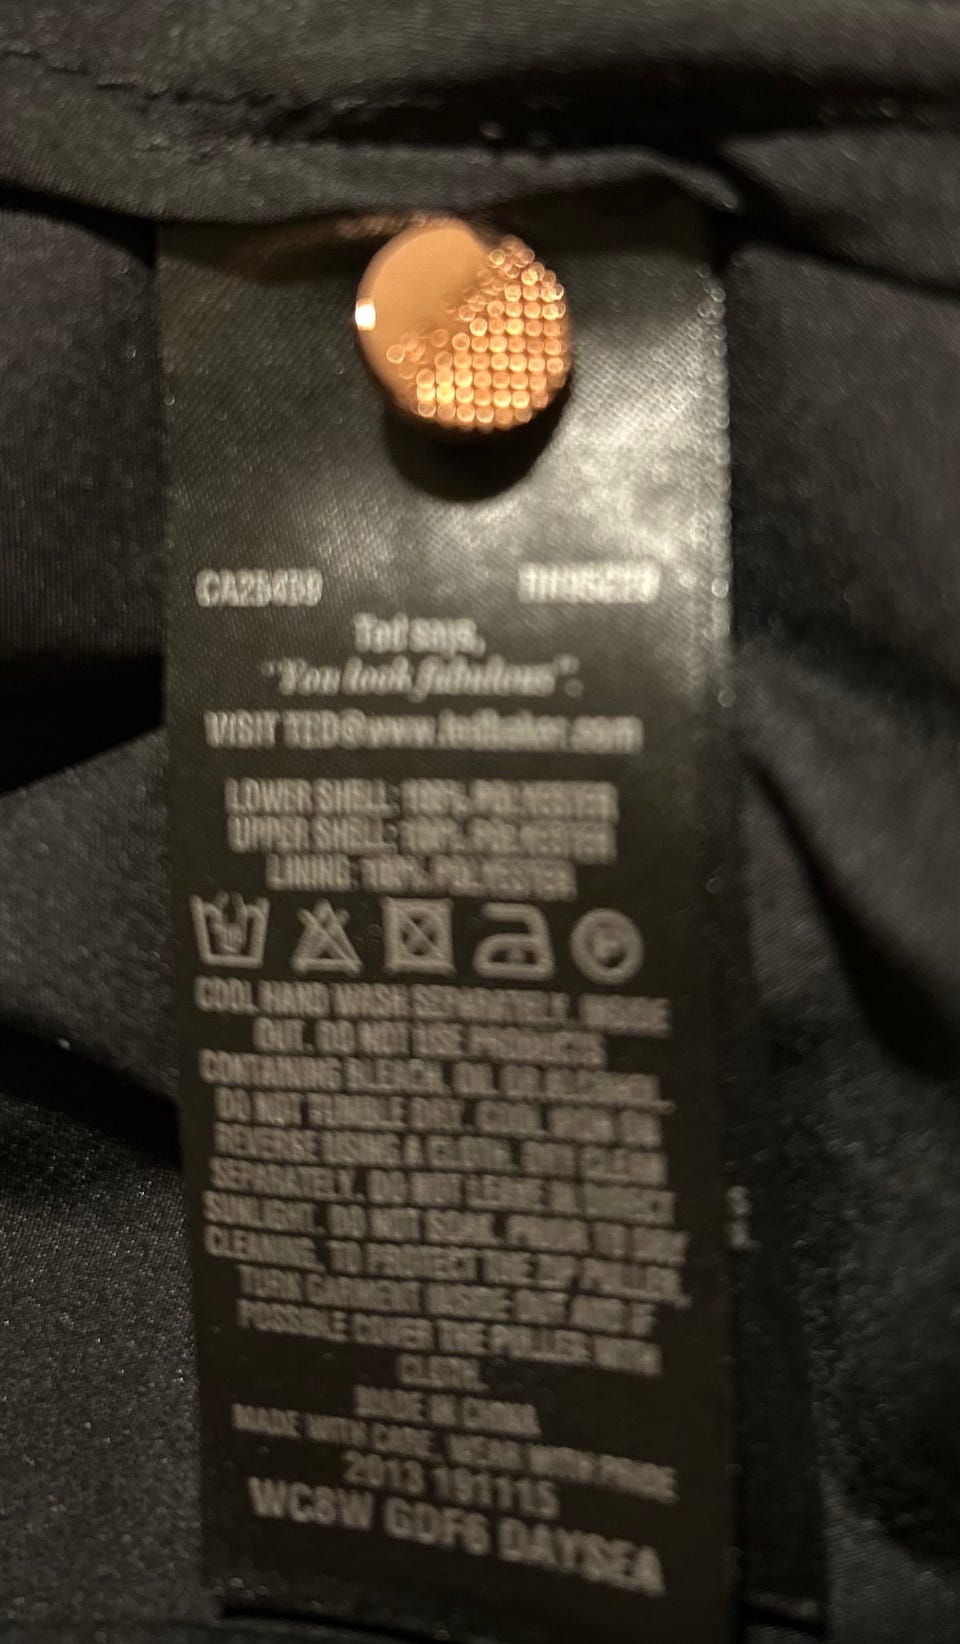 Ted says,
"You look fabulous".
VISIT TED@www.tedbaker.com
LOWER SHELL: 100% POLYESTER
UPPER SHELL: 100% POLYESTER
LINING: 100% POLYESTER
P
COOL HAND WASH SEPARATELY, INSIDE
OUT. DO NOT USE PRODUCTS
CONTAINING BLEACH, OIL OR ALCOHOL.
DO NOT TUMBLE DRY. COOL IRON ON
REVERSE USING A CLOTH. DRY CLEAN
SEPARATELY. DO NOT LEAVE IN DIRECT
SUNLIGHT. DO NOT SOAK. PRIOR TO DRY
CLEANING, TO PROTECT THE ZIP PULLER,
TURN GARMENT INSIDE OUT AND IF
POSSIBLE COVER THE PULLER WITH
CLOTH.
MADE IN CHINA
MADE WITH CARE. WEAR WITH PRIDE
2013 191115
WC8W GDF6 DAYSEA